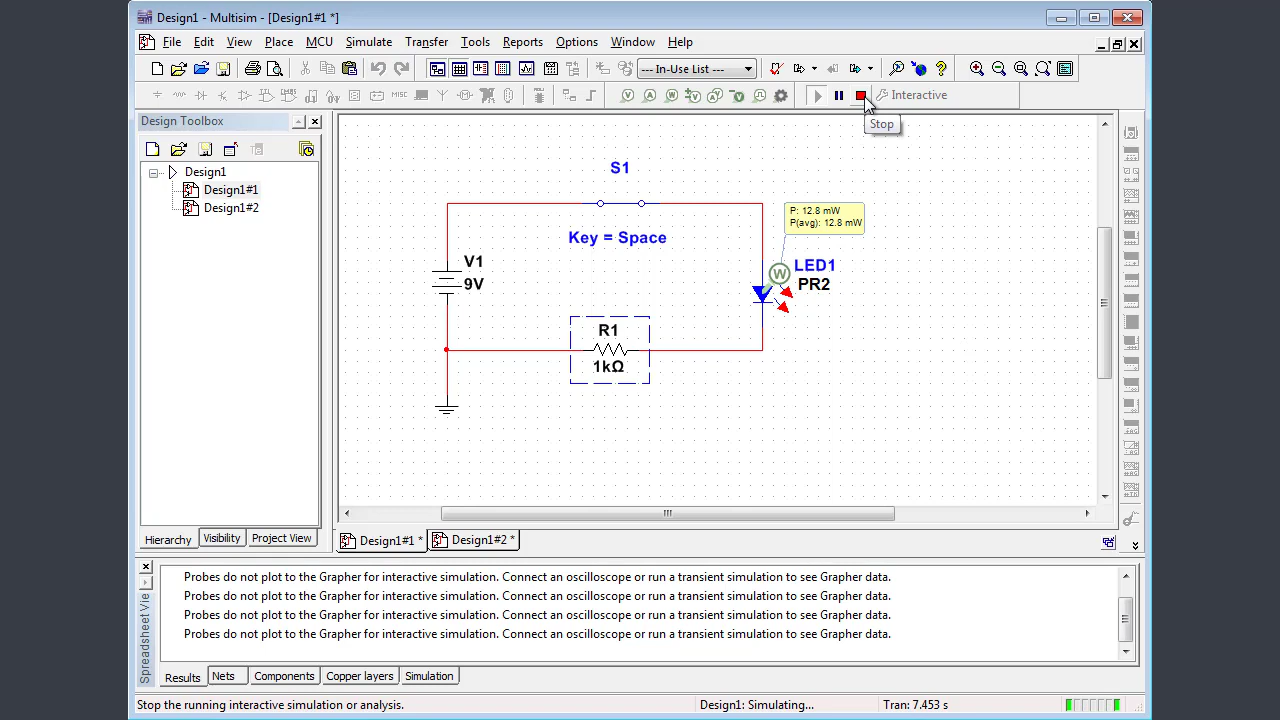 Design1 - Multisim - [Design1#1 *]
File Edit View Place MCU Simulate Transfer Tools Reports Options Window Help
--- In-Use List ---
MISC
Interactive
Stop
Design Toolbox
Design1
Design1#1
Design1#2
Hierarchy Visibility Project View
S1
Key = Space
V1
9V
R1
1kΩ
P: 12.8 mW
P(avg): 12.8 mW
W
LED1
PR2
Design1#1 * Design1#2 *
Spreadsheet Vie
Probes do not plot to the Grapher for interactive simulation. Connect an oscilloscope or run a transient simulation to see Grapher data.
Probes do not plot to the Grapher for interactive simulation. Connect an oscilloscope or run a transient simulation to see Grapher data.
Probes do not plot to the Grapher for interactive simulation. Connect an oscilloscope or run a transient simulation to see Grapher data.
Probes do not plot to the Grapher for interactive simulation. Connect an oscilloscope or run a transient simulation to see Grapher data.
Results Nets Components Copper layers Simulation
Stop the running interactive simulation or analysis. Design1: Simulating... Tran: 7.453 s